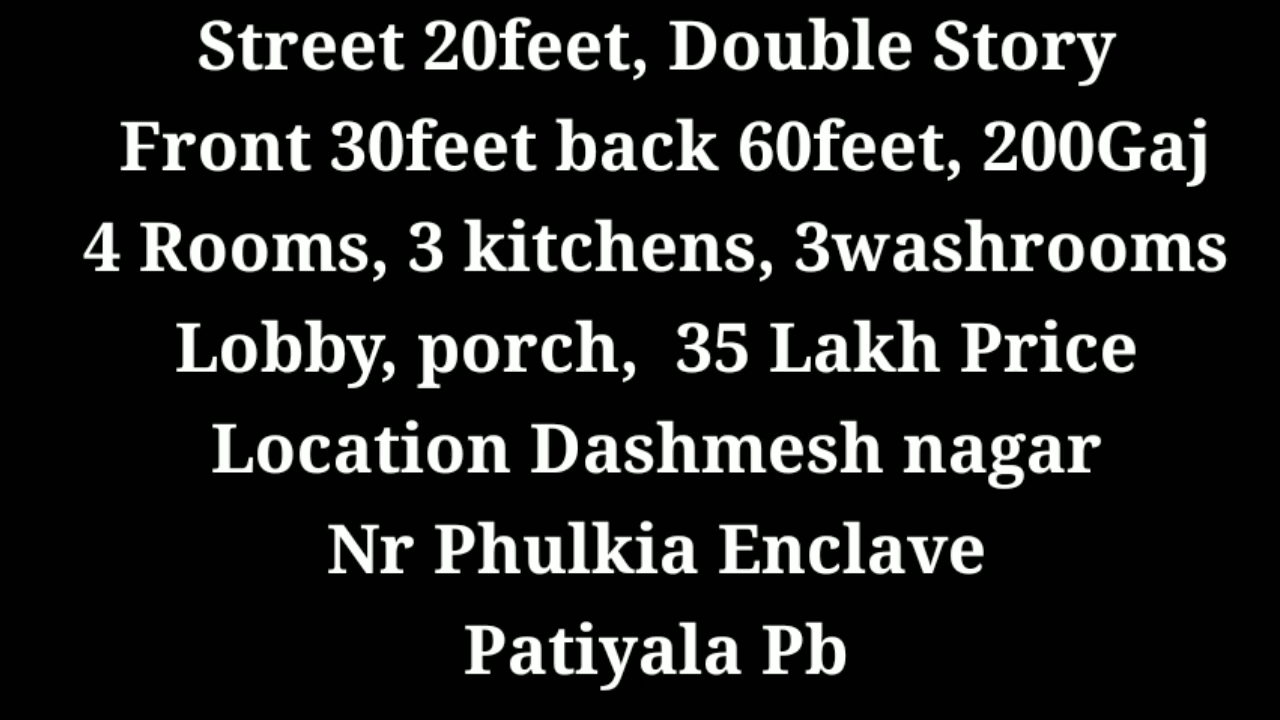 Street 20feet, Double Story
Front 30feet back 60feet, 200Gaj
4 Rooms, 3 kitchens, 3washrooms
Lobby, porch,  35 Lakh Price
Location Dashmesh nagar
Nr Phulkia Enclave
Patiyala Pb